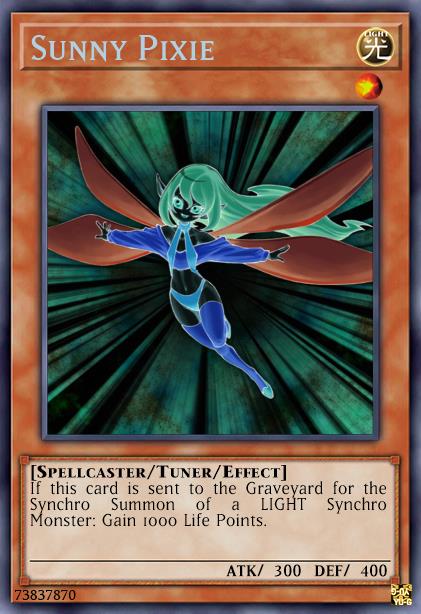 Sunny Pixie
LIGHT
光
[Spellcaster/Tuner/Effect]
If this card is sent to the Graveyard for the
Synchro Summon of a LIGHT Synchro
Monster: Gain 1000 Life Points.
ATK/ 300 DEF/ 400
73837870